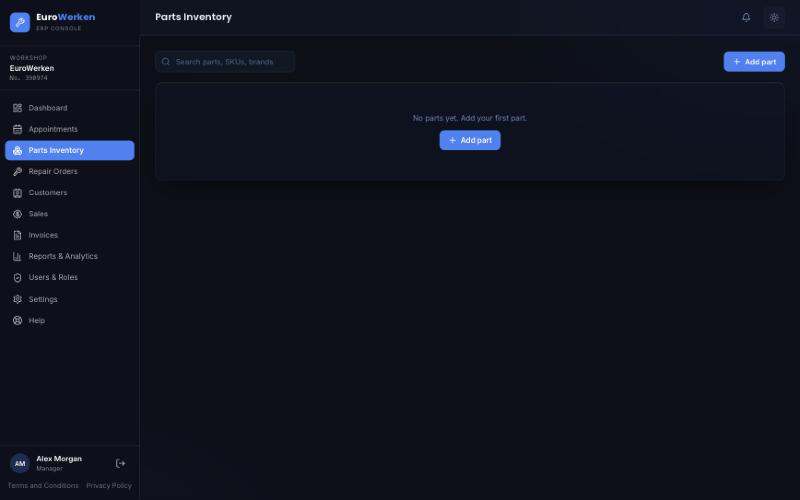 EuroWerken
ERP CONSOLE
WORKSHOP
EuroWerken
No. 390974
Dashboard
Appointments
Parts Inventory
Repair Orders
Customers
Sales
Invoices
Reports & Analytics
Users & Roles
Settings
Help
AM
Alex Morgan
Manager
Terms and Conditions Privacy Policy
Parts Inventory
Search parts, SKUs, brands
Add part
No parts yet. Add your first part.
Add part